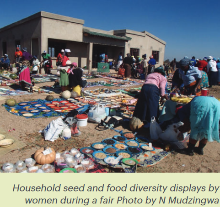 Household seed and food diversity displays by
women during a fair Photo by N Mudzingwa